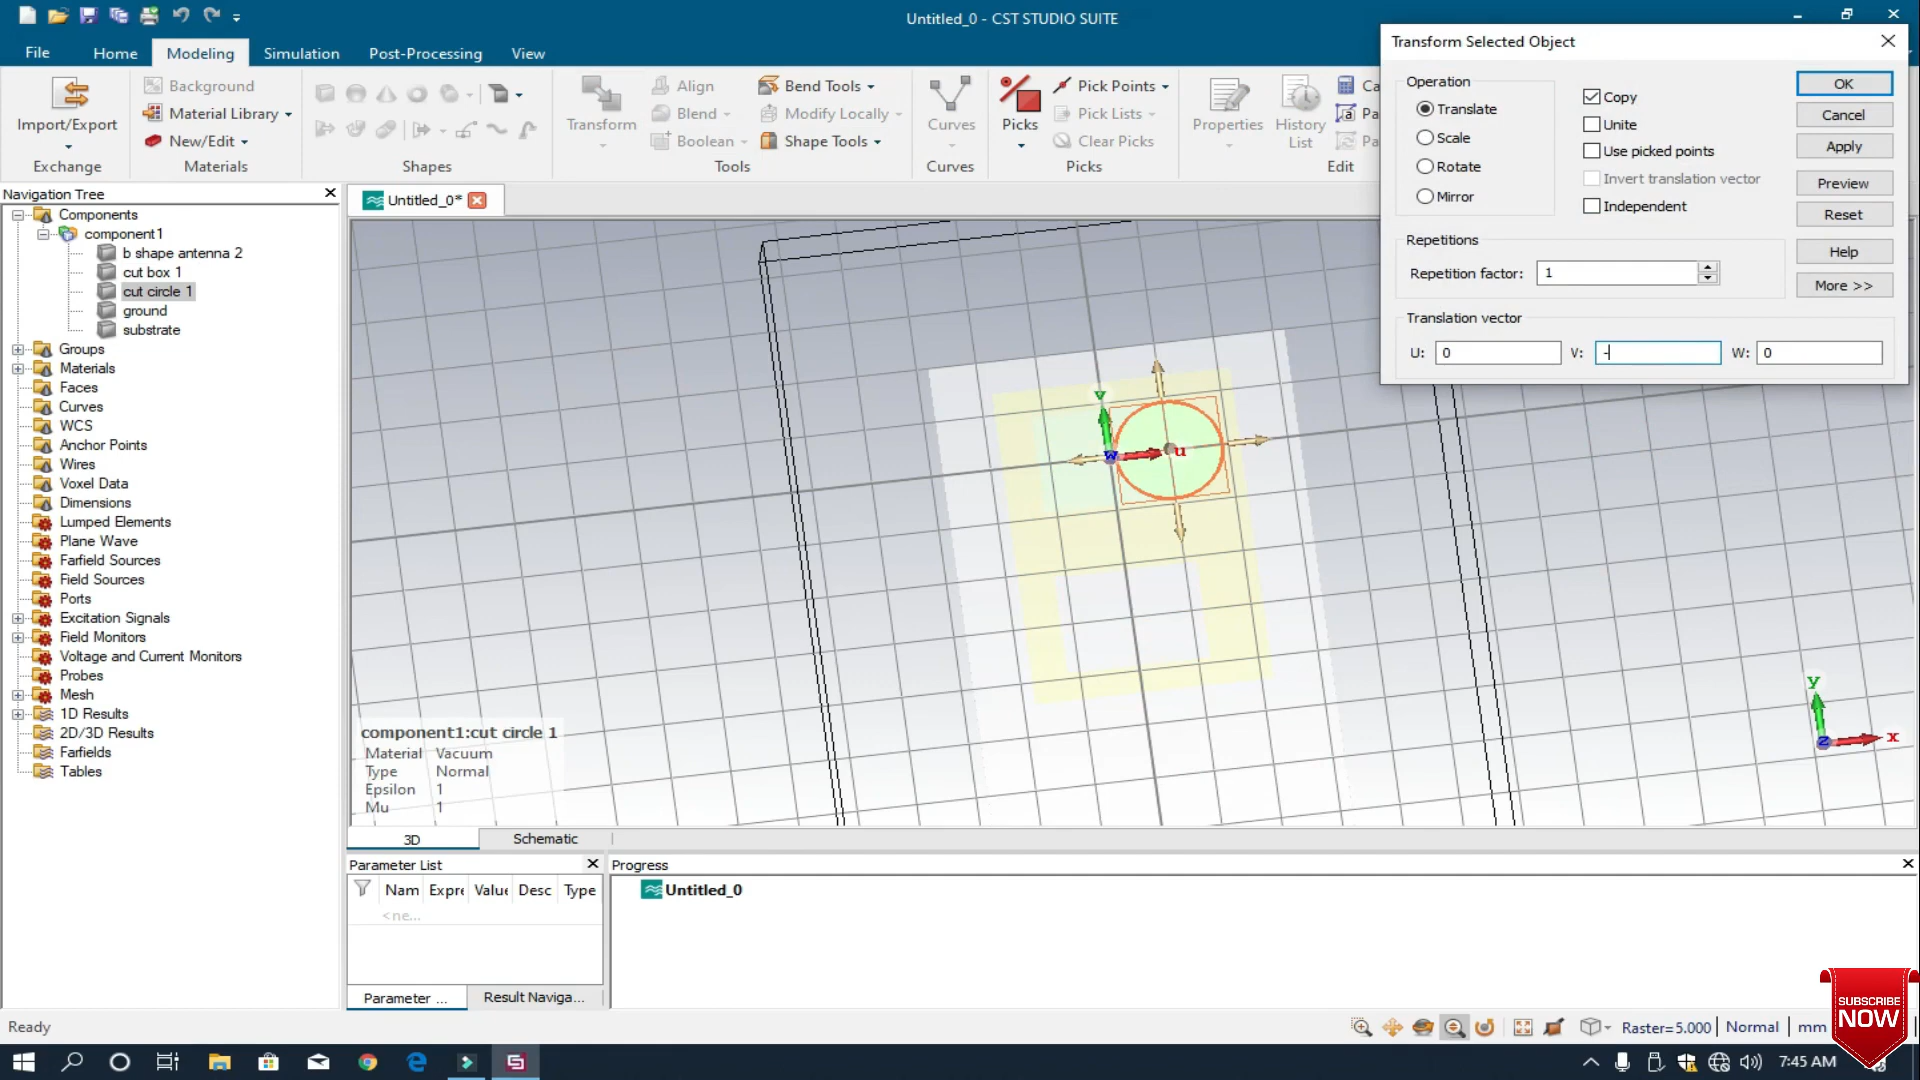 Untitled_0 - CST STUDIO SUITE
File
Home
Modeling
Simulation
Post-Processing
View
Import/Export
Exchange
Background
Material Library
New/Edit
Materials
Shapes
Transform
Align
Blend
Boolean
Bend Tools
Modify Locally
Shape Tools
Tools
Curves
Curves
Picks
Pick Points
Pick Lists
Clear Picks
Picks
Properties
History
List
Ca
Pa
Pa
Edit
Transform Selected Object
Operation
Translate
Scale
Rotate
Mirror
Copy
Unite
Use picked points
Invert translation vector
Independent
OK
Cancel
Apply
Preview
Reset
Help
More >>
Repetitions
Repetition factor: 1
Translation vector
U: 0 V: - W: 0
Navigation Tree
Components
component1
b shape antenna 2
cut box 1
cut circle 1
ground
substrate
Groups
Materials
Faces
Curves
WCS
Anchor Points
Wires
Voxel Data
Dimensions
Lumped Elements
Plane Wave
Farfield Sources
Field Sources
Ports
Excitation Signals
Field Monitors
Voltage and Current Monitors
Probes
Mesh
1D Results
2D/3D Results
Farfields
Tables
Untitled_0*
v
w
u
y
z
x
component1:cut circle 1
Material Vacuum
Type Normal
Epsilon 1
Mu 1
3D
Schematic
Parameter List
Nam Expre Value Desc Type
<ne...
Parameter ...
Result Naviga...
Progress
Untitled_0
Ready
Raster=5.000
Normal
mm
SUBSCRIBE
NOW
7:45 AM